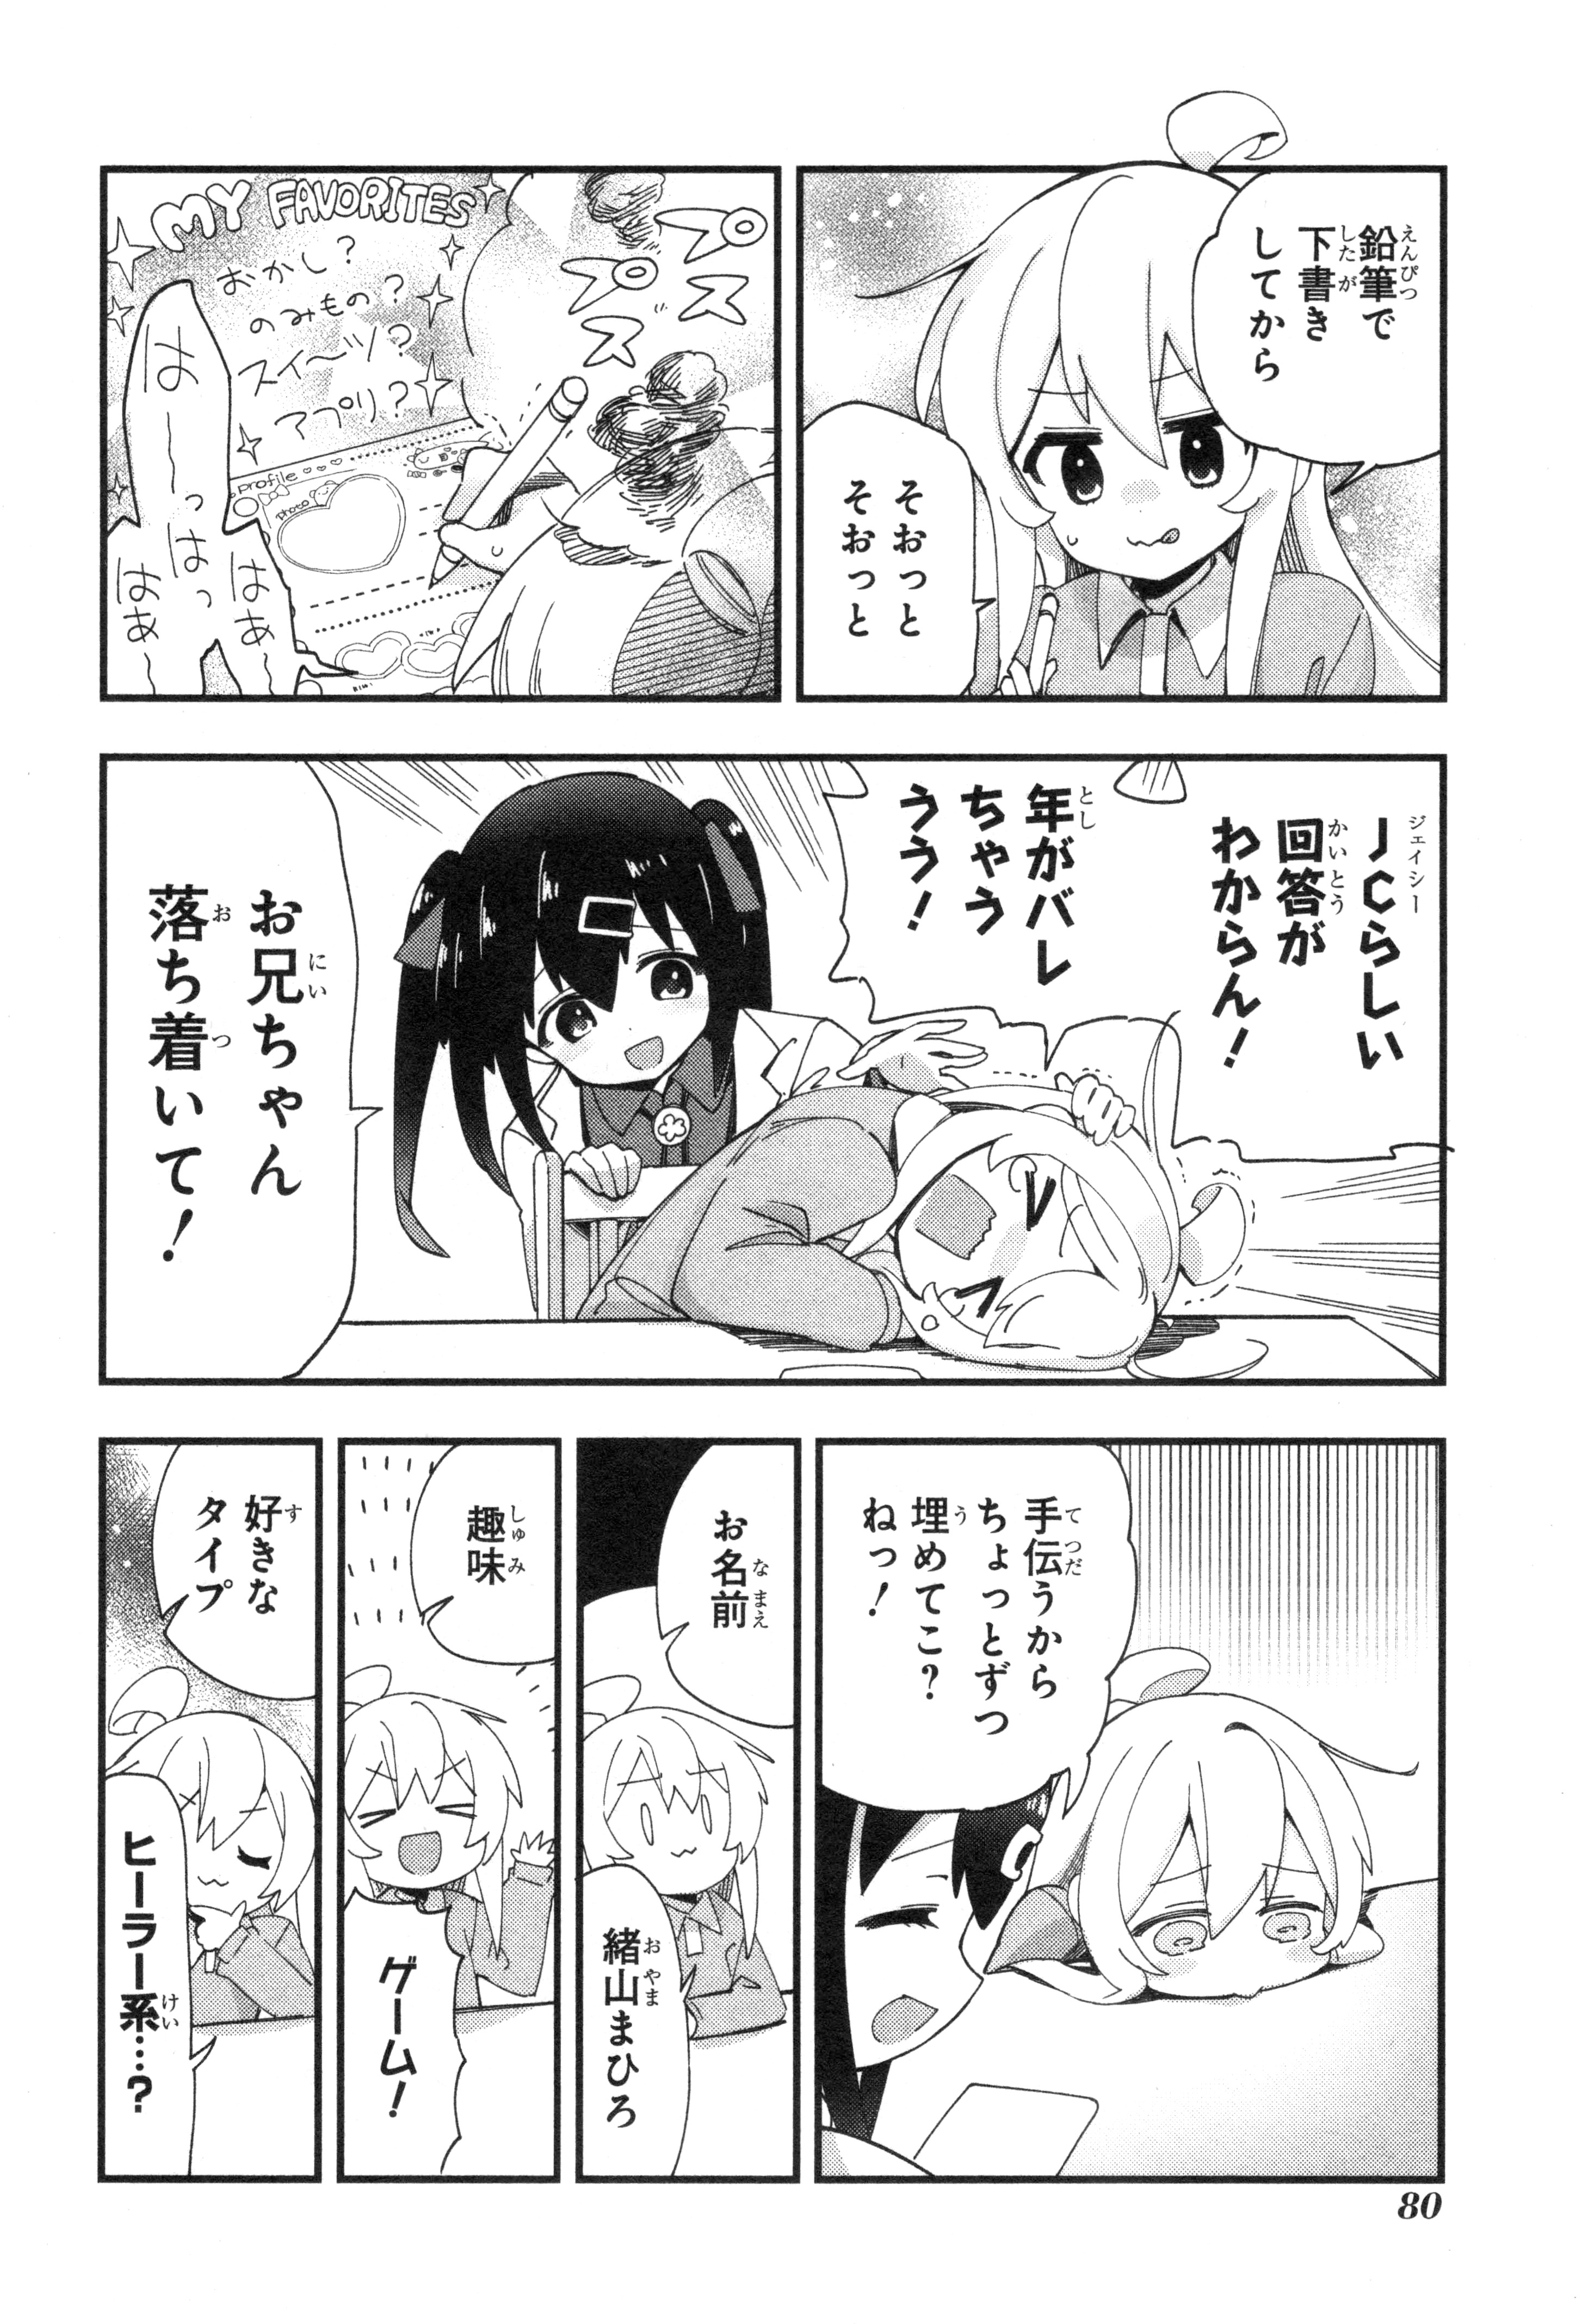 鉛筆で
下書き
してから
そおっと
そおっと
プス
プス
MY FAVORITES
おかし?
のみもの?
スイ〜ツ?
アプリ?
Profile
Photo
は〜っはっ
はぁ〜
はぁ〜
JCらしい
回答が
わからん!
年がバレ
ちゃう
うう!
お兄ちゃん
落ち着いて!
手伝うから
ちょっとずつ
埋めてこ?
ねっ!
お名前
緒山まひろ
趣味
ゲーム!
好きな
タイプ
ヒーラー系…?
80